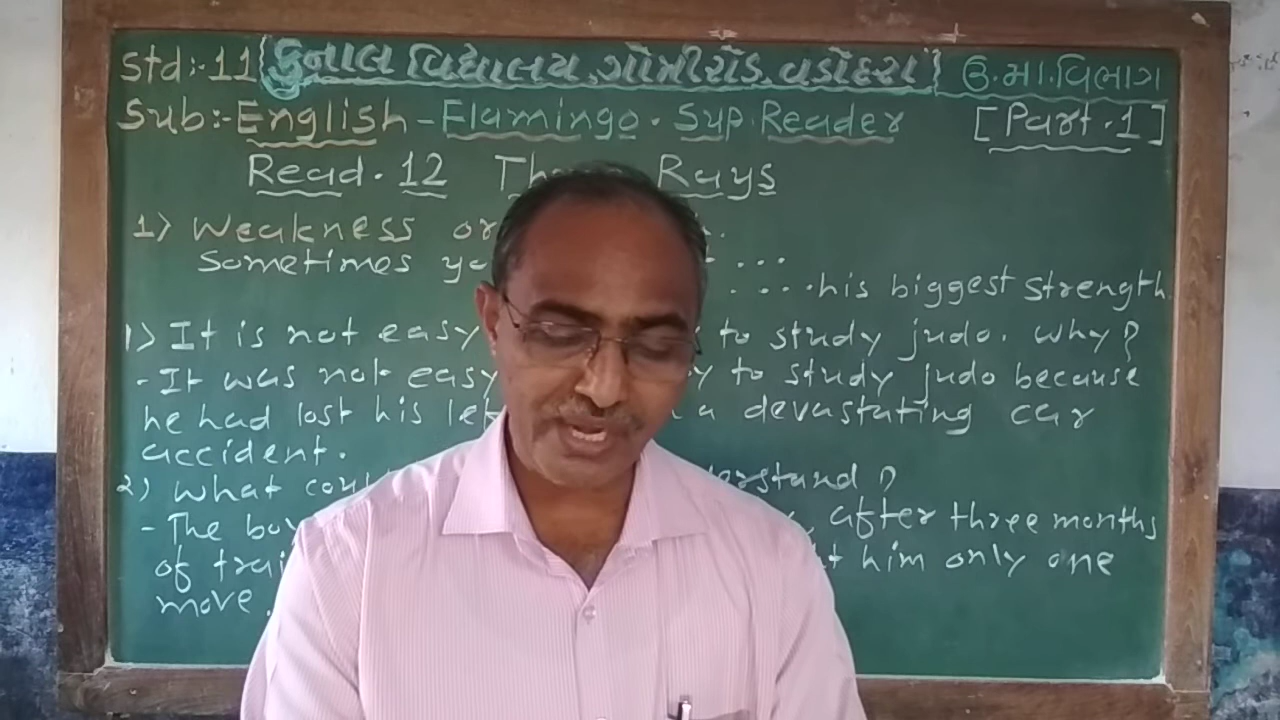 Std:-11 [કુનાલ વિદ્યાલય, ગોત્રીરોડ, વડોદરા] ઉ.મા.વિભાગ
Sub:- English - Flamingo. Sup. Reader [Part.1]
Read. 12 Rays
1) Weakness or
Sometimes ...
....his biggest strength.
1) It is not easy to study judo. Why?
- It was not easy to study judo because
he had lost his a devastating car
accident.
2) What ?
- The after three months
of him only one
move.